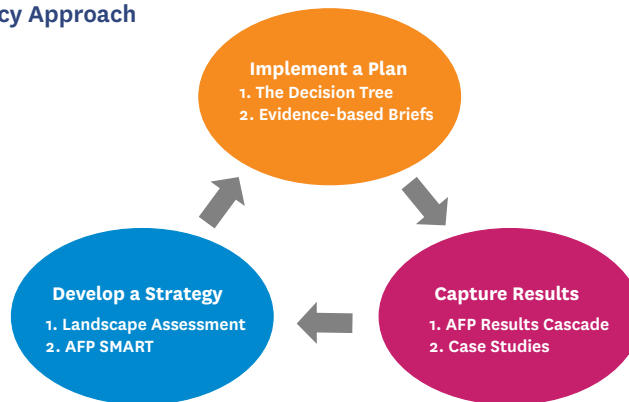 cy Approach
Implement a Plan
1. The Decision Tree
2. Evidence-based Briefs
Develop a Strategy
1. Landscape Assessment
2. AFP SMART
Capture Results
1. AFP Results Cascade
2. Case Studies